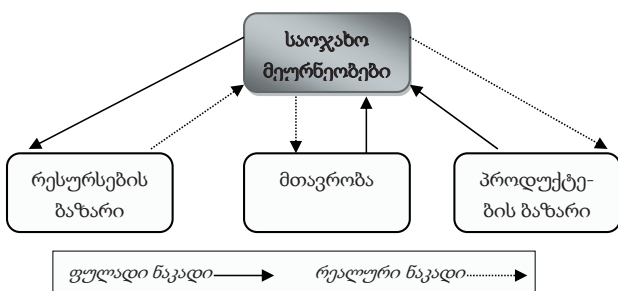 საოჯახო
მეურნეობები
რესურსების
ბაზარი
მთავრობა
პროდუქტე-
ბის ბაზარი
ფულადი ნაკადი
რეალური ნაკადი